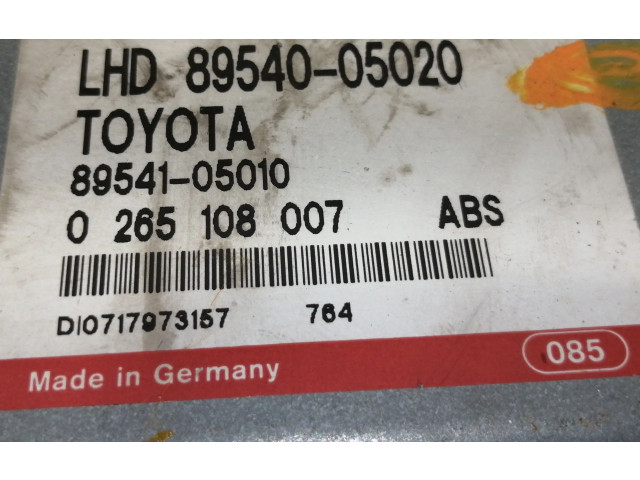 LHD 89540-05020
TOYOTA
89541-05010
0 265 108 007 ABS
DI0717973157 764
Made in Germany 085